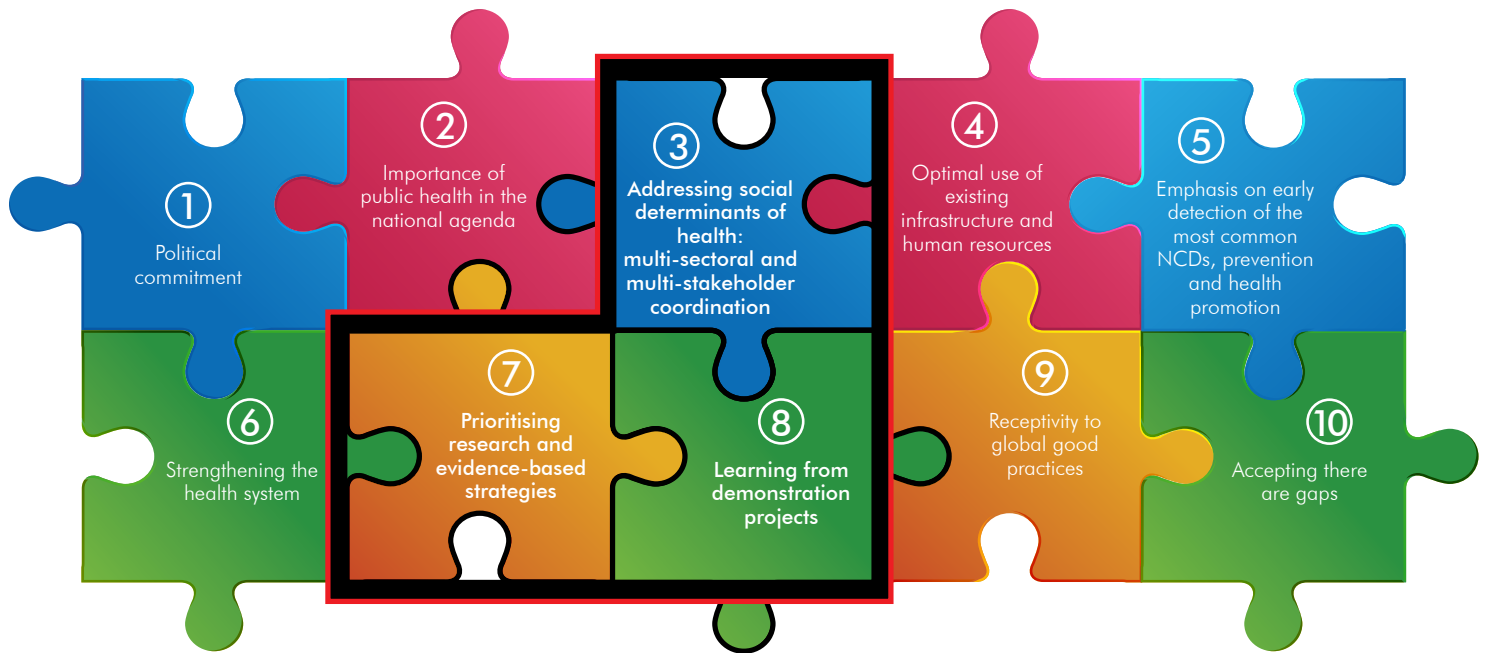 1
Political
commitment
2
Importance of
public health in the
national agenda
3
Addressing social
determinants of
health:
multi-sectoral and
multi-stakeholder
coordination
4
Optimal use of
existing
infrastructure and
human resources
5
Emphasis on early
detection of the
most common
NCDs, prevention
and health
promotion
6
Strengthening the
health system
7
Prioritising
research and
evidence-based
strategies
8
Learning from
demonstration
projects
9
Receptivity to
global good
practices
10
Accepting there
are gaps